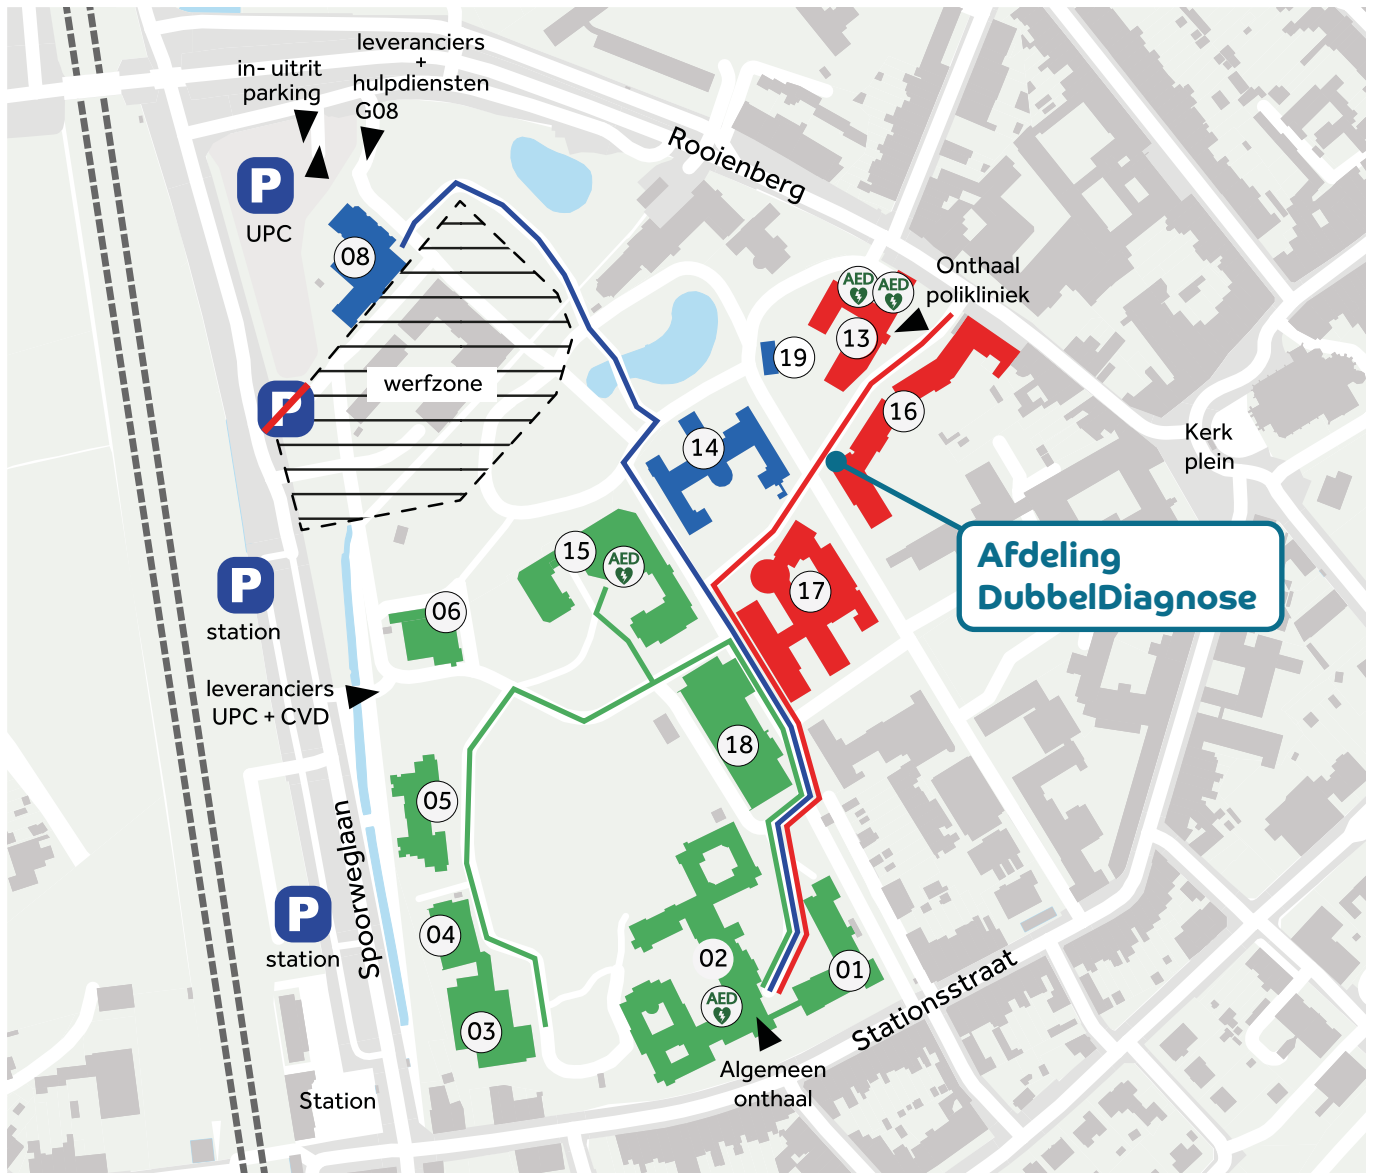 leveranciers
+
hulpdiensten
G08
in- uitrit
parking
P
UPC
08
Rooienberg
Onthaal
polikliniek
AED
AED
13
19
16
werfzone
P
14
Kerk
plein
15
AED
Afdeling
DubbelDiagnose
17
P
station
06
leveranciers
UPC + CVD
18
05
Spoorweglaan
P
station
04
02
01
AED
03
Stationsstraat
Algemeen
onthaal
Station